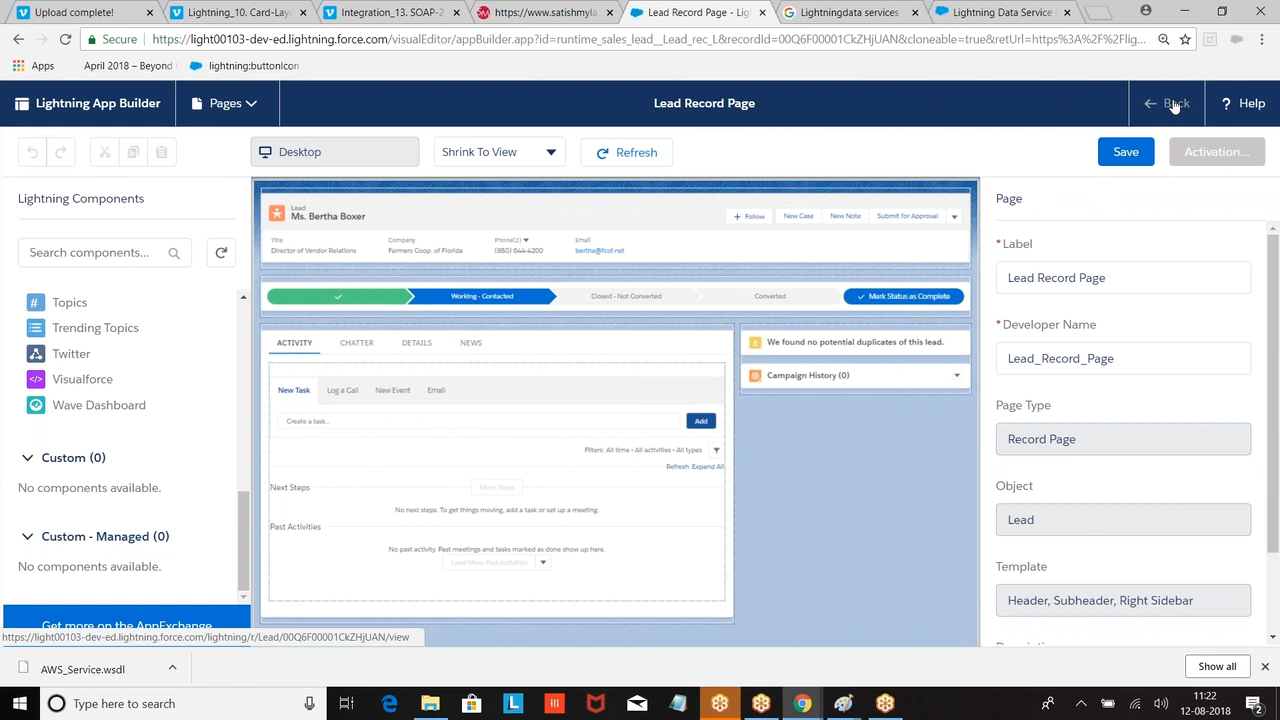 Upload complete!
Lightning_10. Card-Lay
Integration_13. SOAP-2
https://www.satishmyla
Lead Record Page - Lig
Lightningdata services
Lightning Data Service
Secure https://light00103-dev-ed.lightning.force.com/visualEditor/appBuilder.app?id=runtime_sales_lead__Lead_rec_L&recordId=00Q6F00001CkZHjUAN&cloneable=true&retUrl=https%3A%2F%2Flig...
Apps April 2018 – Beyond lightning:buttonIcon
Lightning App Builder Pages Lead Record Page Back ? Help
Desktop Shrink To View Refresh Save Activation...
Lightning Components
Search components...
# Topics
Trending Topics
Twitter
Visualforce
Wave Dashboard
Custom (0)
No components available.
Custom - Managed (0)
No components available.
Get more on the AppExchange
Lead
Ms. Bertha Boxer
+ Follow New Case New Note Submit for Approval
Title Company Phone(2) Email
Director of Vendor Relations Farmers Coop. of Florida (850) 644-4200 bertha@fcof.net
Working - Contacted Closed - Not Converted Converted Mark Status as Complete
ACTIVITY CHATTER DETAILS NEWS
New Task Log a Call New Event Email
Create a task... Add
Filters: All time • All activities • All types
Refresh Expand All
Next Steps More Steps
No next steps. To get things moving, add a task or set up a meeting.
Past Activities
No past activity. Past meetings and tasks marked as done show up here.
Load More Past Activities
We found no potential duplicates of this lead.
Campaign History (0)
Page
* Label
Lead Record Page
* Developer Name
Lead_Record_Page
Page Type
Record Page
Object
Lead
Template
Header, Subheader, Right Sidebar
https://light00103-dev-ed.lightning.force.com/lightning/r/Lead/00Q6F00001CkZHjUAN/view
AWS_Service.wsdl Show all
Type here to search
11:22
12-08-2018